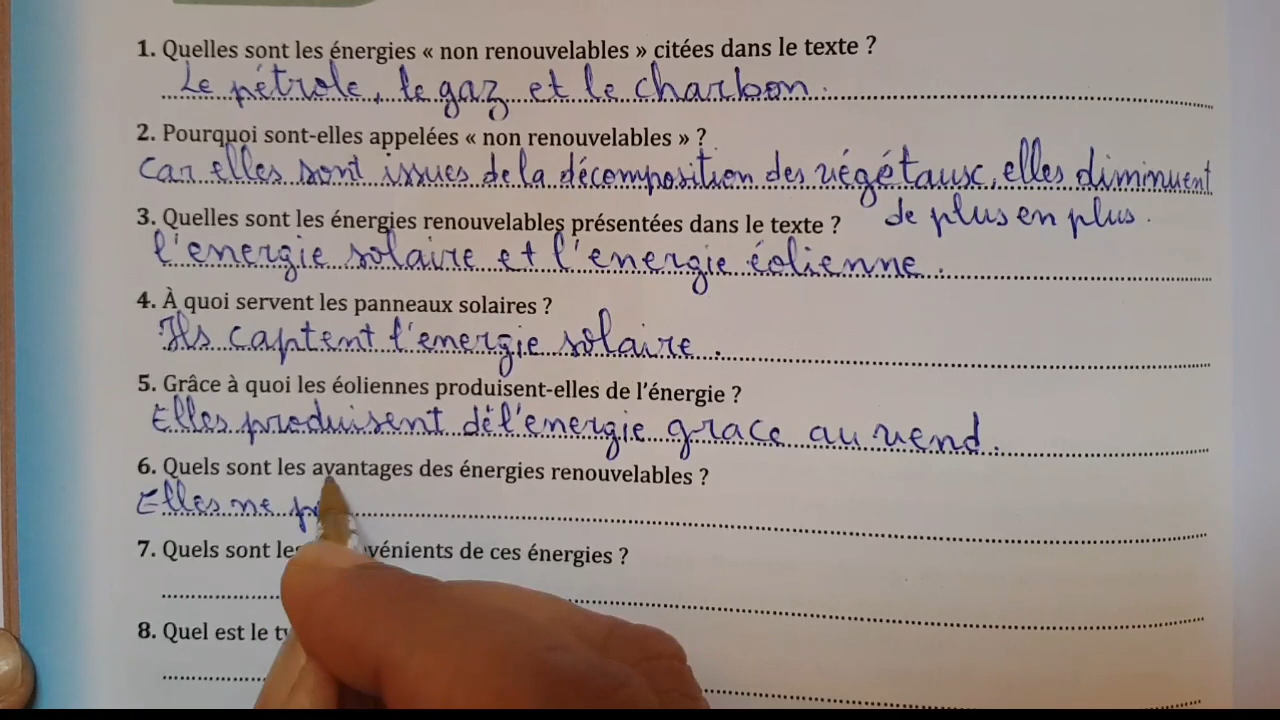 1. Quelles sont les énergies « non renouvelables » citées dans le texte ?
Le pétrole, le gaz et le charbon.
2. Pourquoi sont-elles appelées « non renouvelables » ?
Car elles sont issues de la décomposition des végétaux, elles diminuent
de plus en plus.
3. Quelles sont les énergies renouvelables présentées dans le texte ?
l'energie solaire et l'energie éolienne.
4. À quoi servent les panneaux solaires ?
Ils captent l'energie solaire.
5. Grâce à quoi les éoliennes produisent-elles de l'énergie ?
Elles produisent de l'energie grace au vend.
6. Quels sont les avantages des énergies renouvelables ?
Elles ne
7. Quels sont les de ces énergies ?
8. Quel est le